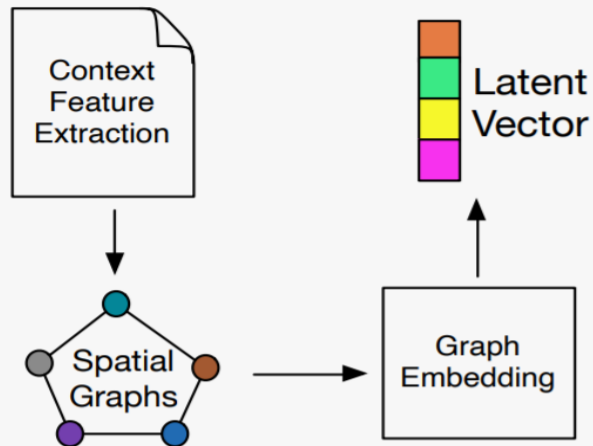 Context
Feature
Extraction
Spatial
Graphs
Graph
Embedding
Latent
Vector